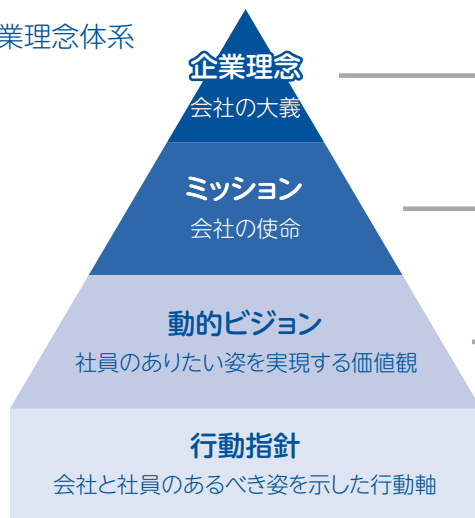 業理念体系
企業理念
会社の大義
ミッション
会社の使命
動的ビジョン
社員のありたい姿を実現する価値観
行動指針
会社と社員のあるべき姿を示した行動軸